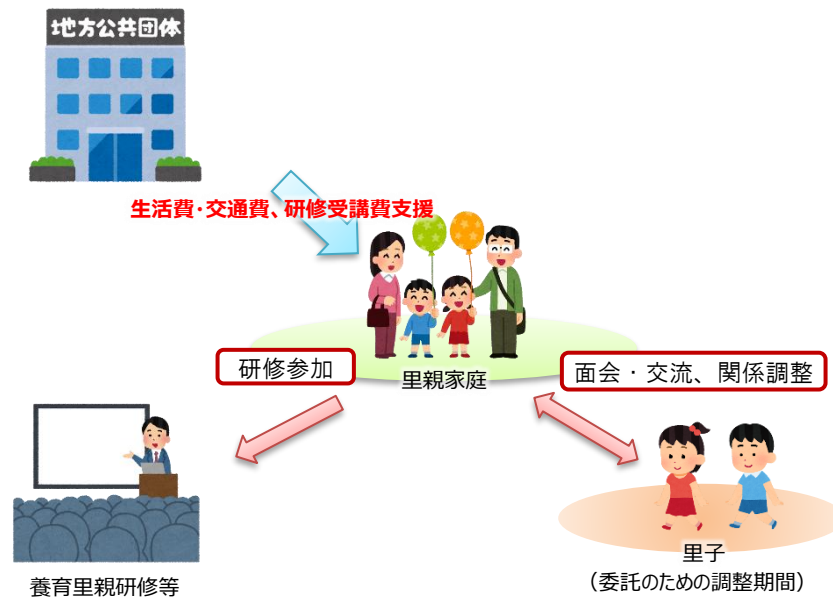 地方公共団体
生活費・交通費、研修受講費支援
研修参加
里親家庭
面会・交流、関係調整
養育里親研修等
里子
（委託のための調整期間）